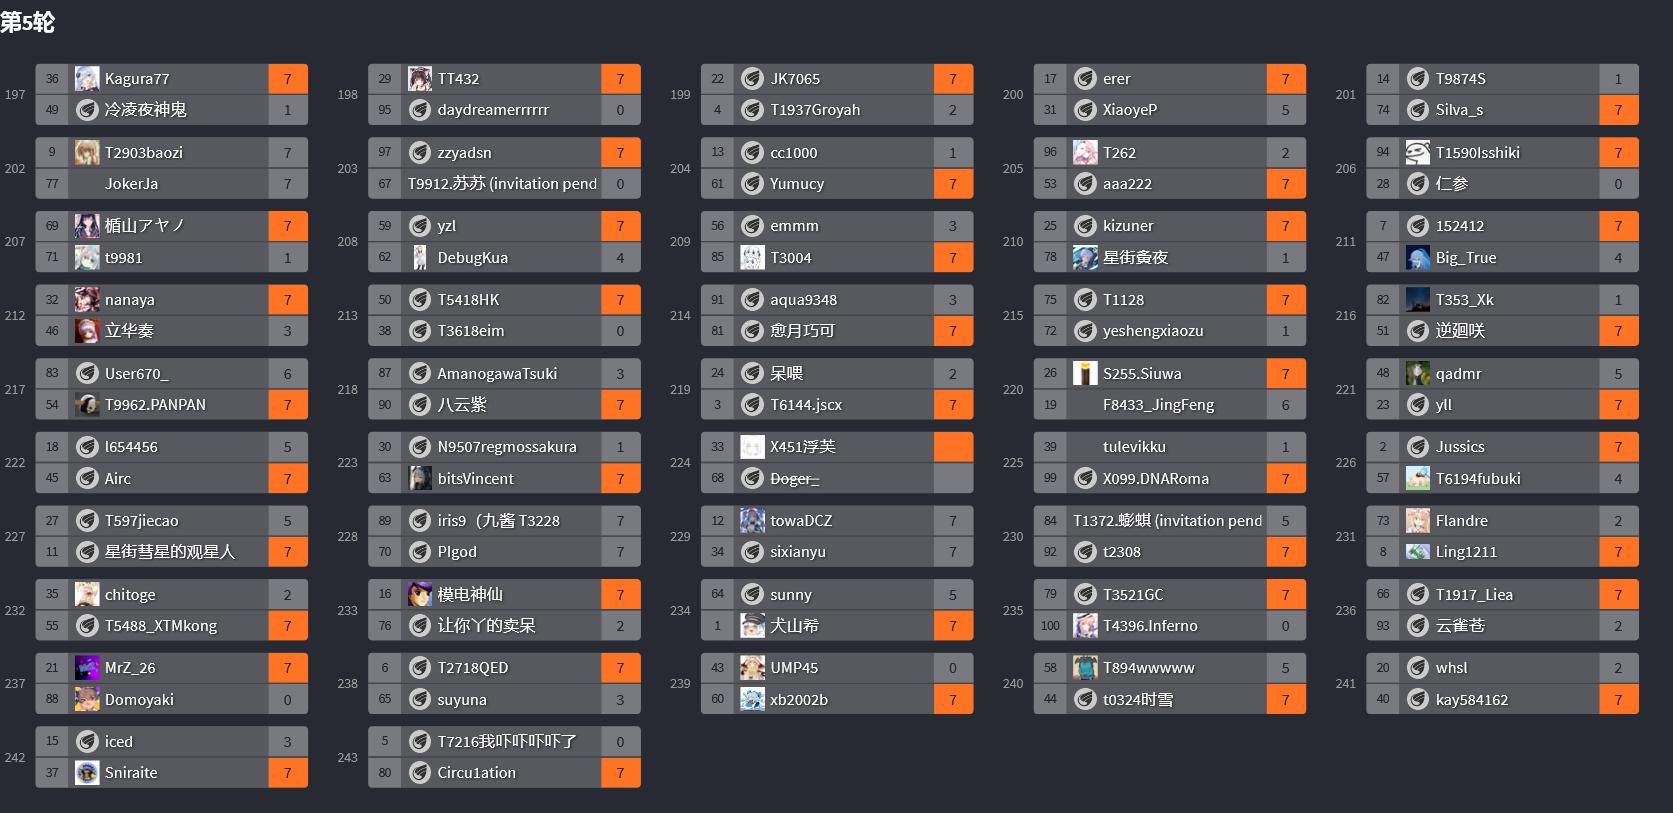 第5轮
197
36 Kagura77 7
49 冷凌夜神鬼 1
198
29 TT432 7
95 daydreamerrrrrr 0
199
22 JK7065 7
4 T1937Groyah 2
200
17 erer 7
31 XiaoyeP 5
201
14 T9874S 1
74 Silva_s 7
202
9 T2903baozi 7
77 JokerJa 7
203
97 zzyadsn 7
67 T9912.苏苏 (invitation pend 0
204
13 cc1000 1
61 Yumucy 7
205
96 T262 2
53 aaa222 7
206
94 T1590Isshiki 7
28 仁参 0
207
69 楯山アヤノ 7
71 t9981 1
208
59 yzl 7
62 DebugKua 4
209
56 emmm 3
85 T3004 7
210
25 kizuner 7
78 星街夤夜 1
211
7 152412 7
47 Big_True 4
212
32 nanaya 7
46 立华奏 3
213
50 T5418HK 7
38 T3618eim 0
214
91 aqua9348 3
81 愈月巧可 7
215
75 T1128 7
72 yeshengxiaozu 1
216
82 T353_Xk 1
51 逆廻咲 7
217
83 User670_ 6
54 T9962.PANPAN 7
218
87 AmanogawaTsuki 3
90 八云紫 7
219
24 呆喂 2
3 T6144.jscx 7
220
26 S255.Siuwa 7
19 F8433_JingFeng 6
221
48 qadmr 5
23 yll 7
222
18 l654456 5
45 Airc 7
223
30 N9507regmossakura 1
63 bitsVincent 7
224
33 X451浮芙
68 Doger_
225
39 tulevikku 1
99 X099.DNARoma 7
226
2 Jussics 7
57 T6194fubuki 4
227
27 T597jiecao 5
11 星街彗星的观星人 7
228
89 iris9（九酱 T3228 7
70 Plgod 7
229
12 towaDCZ 7
34 sixianyu 7
230
84 T1372.蟛蜞 (invitation pend 5
92 t2308 7
231
73 Flandre 2
8 Ling1211 7
232
35 chitoge 2
55 T5488_XTMkong 7
233
16 模电神仙 7
76 让你丫的卖呆 2
234
64 sunny 5
1 犬山希 7
235
79 T3521GC 7
100 T4396.Inferno 0
236
66 T1917_Liea 7
93 云雀苍 2
237
21 MrZ_26 7
88 Domoyaki 0
238
6 T2718QED 7
65 suyuna 3
239
43 UMP45 0
60 xb2002b 7
240
58 T894wwwww 5
44 t0324时雪 7
241
20 whsl 2
40 kay584162 7
242
15 iced 3
37 Sniraite 7
243
5 T7216我吓吓吓吓了 0
80 Circu1ation 7